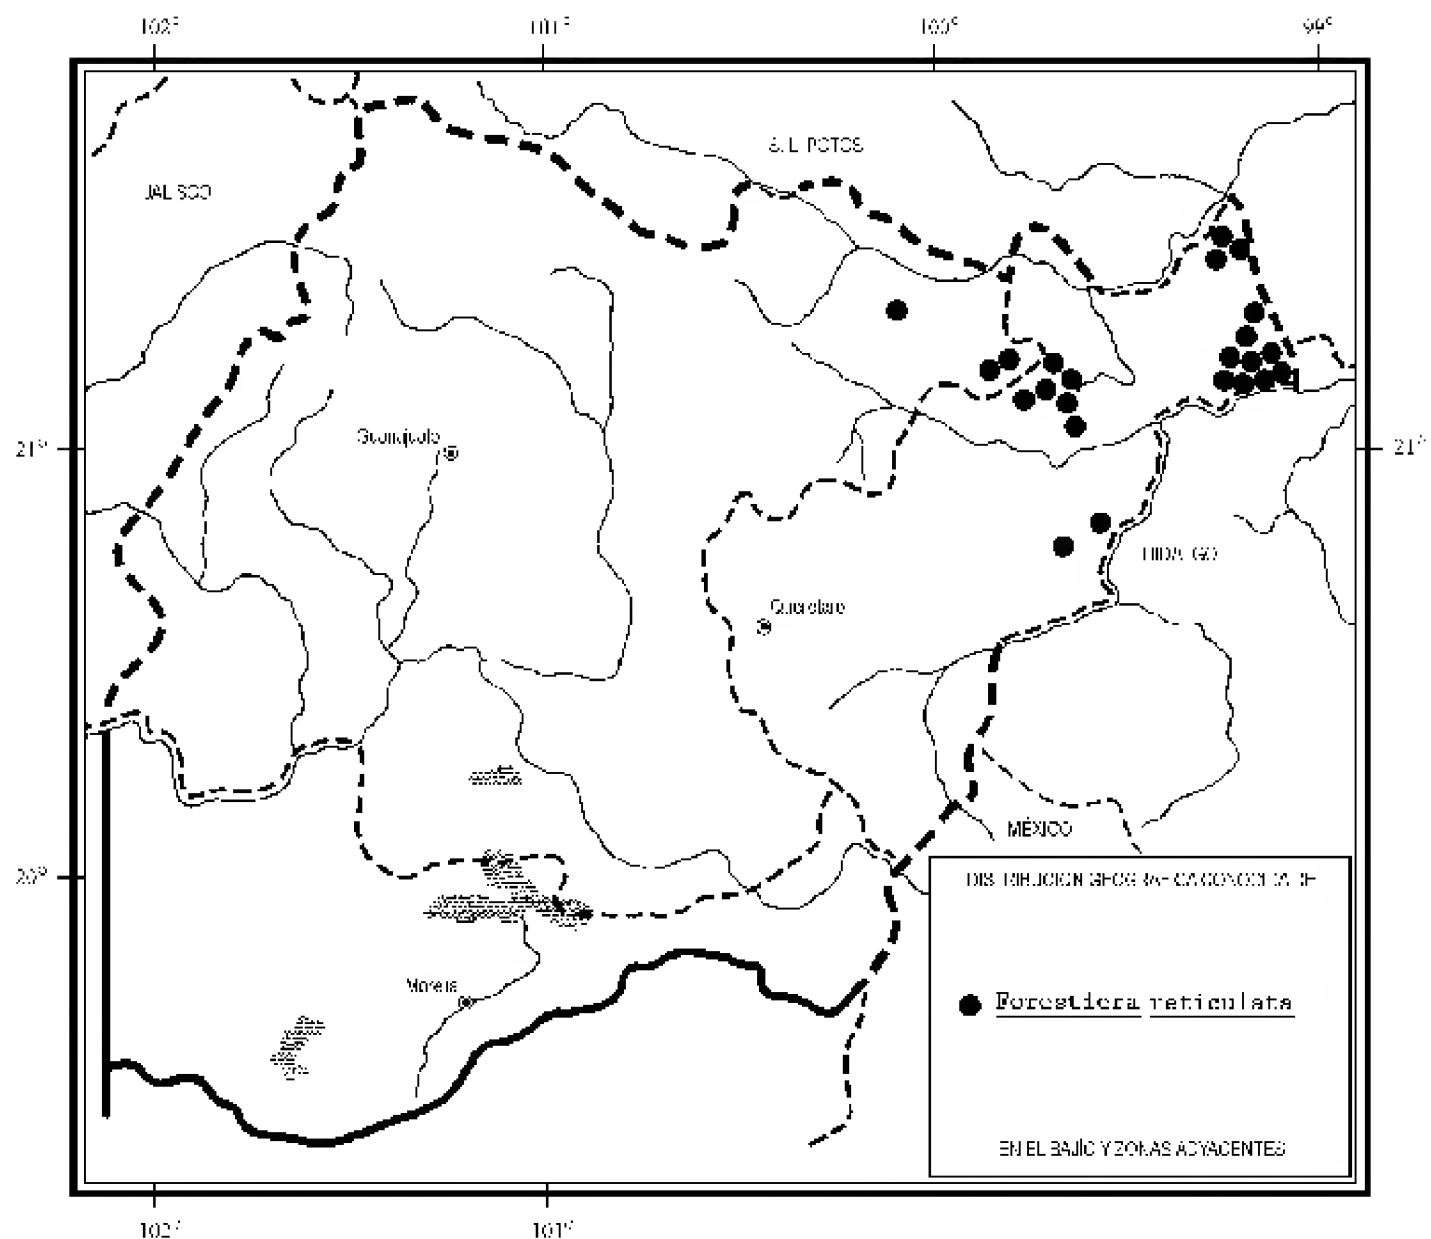 102° 101° 100° 99°
S. L. POTOSI
JALISCO
Guanajuato
21° 21°
HIDALGO
Querétaro
MÉXICO
20°
DISTRIBUCION GEOGRAFICA CONOCIDA DE
Morelia
Forestiera reticulata
EN EL BAJÍO Y ZONAS ADYACENTES
102° 101°